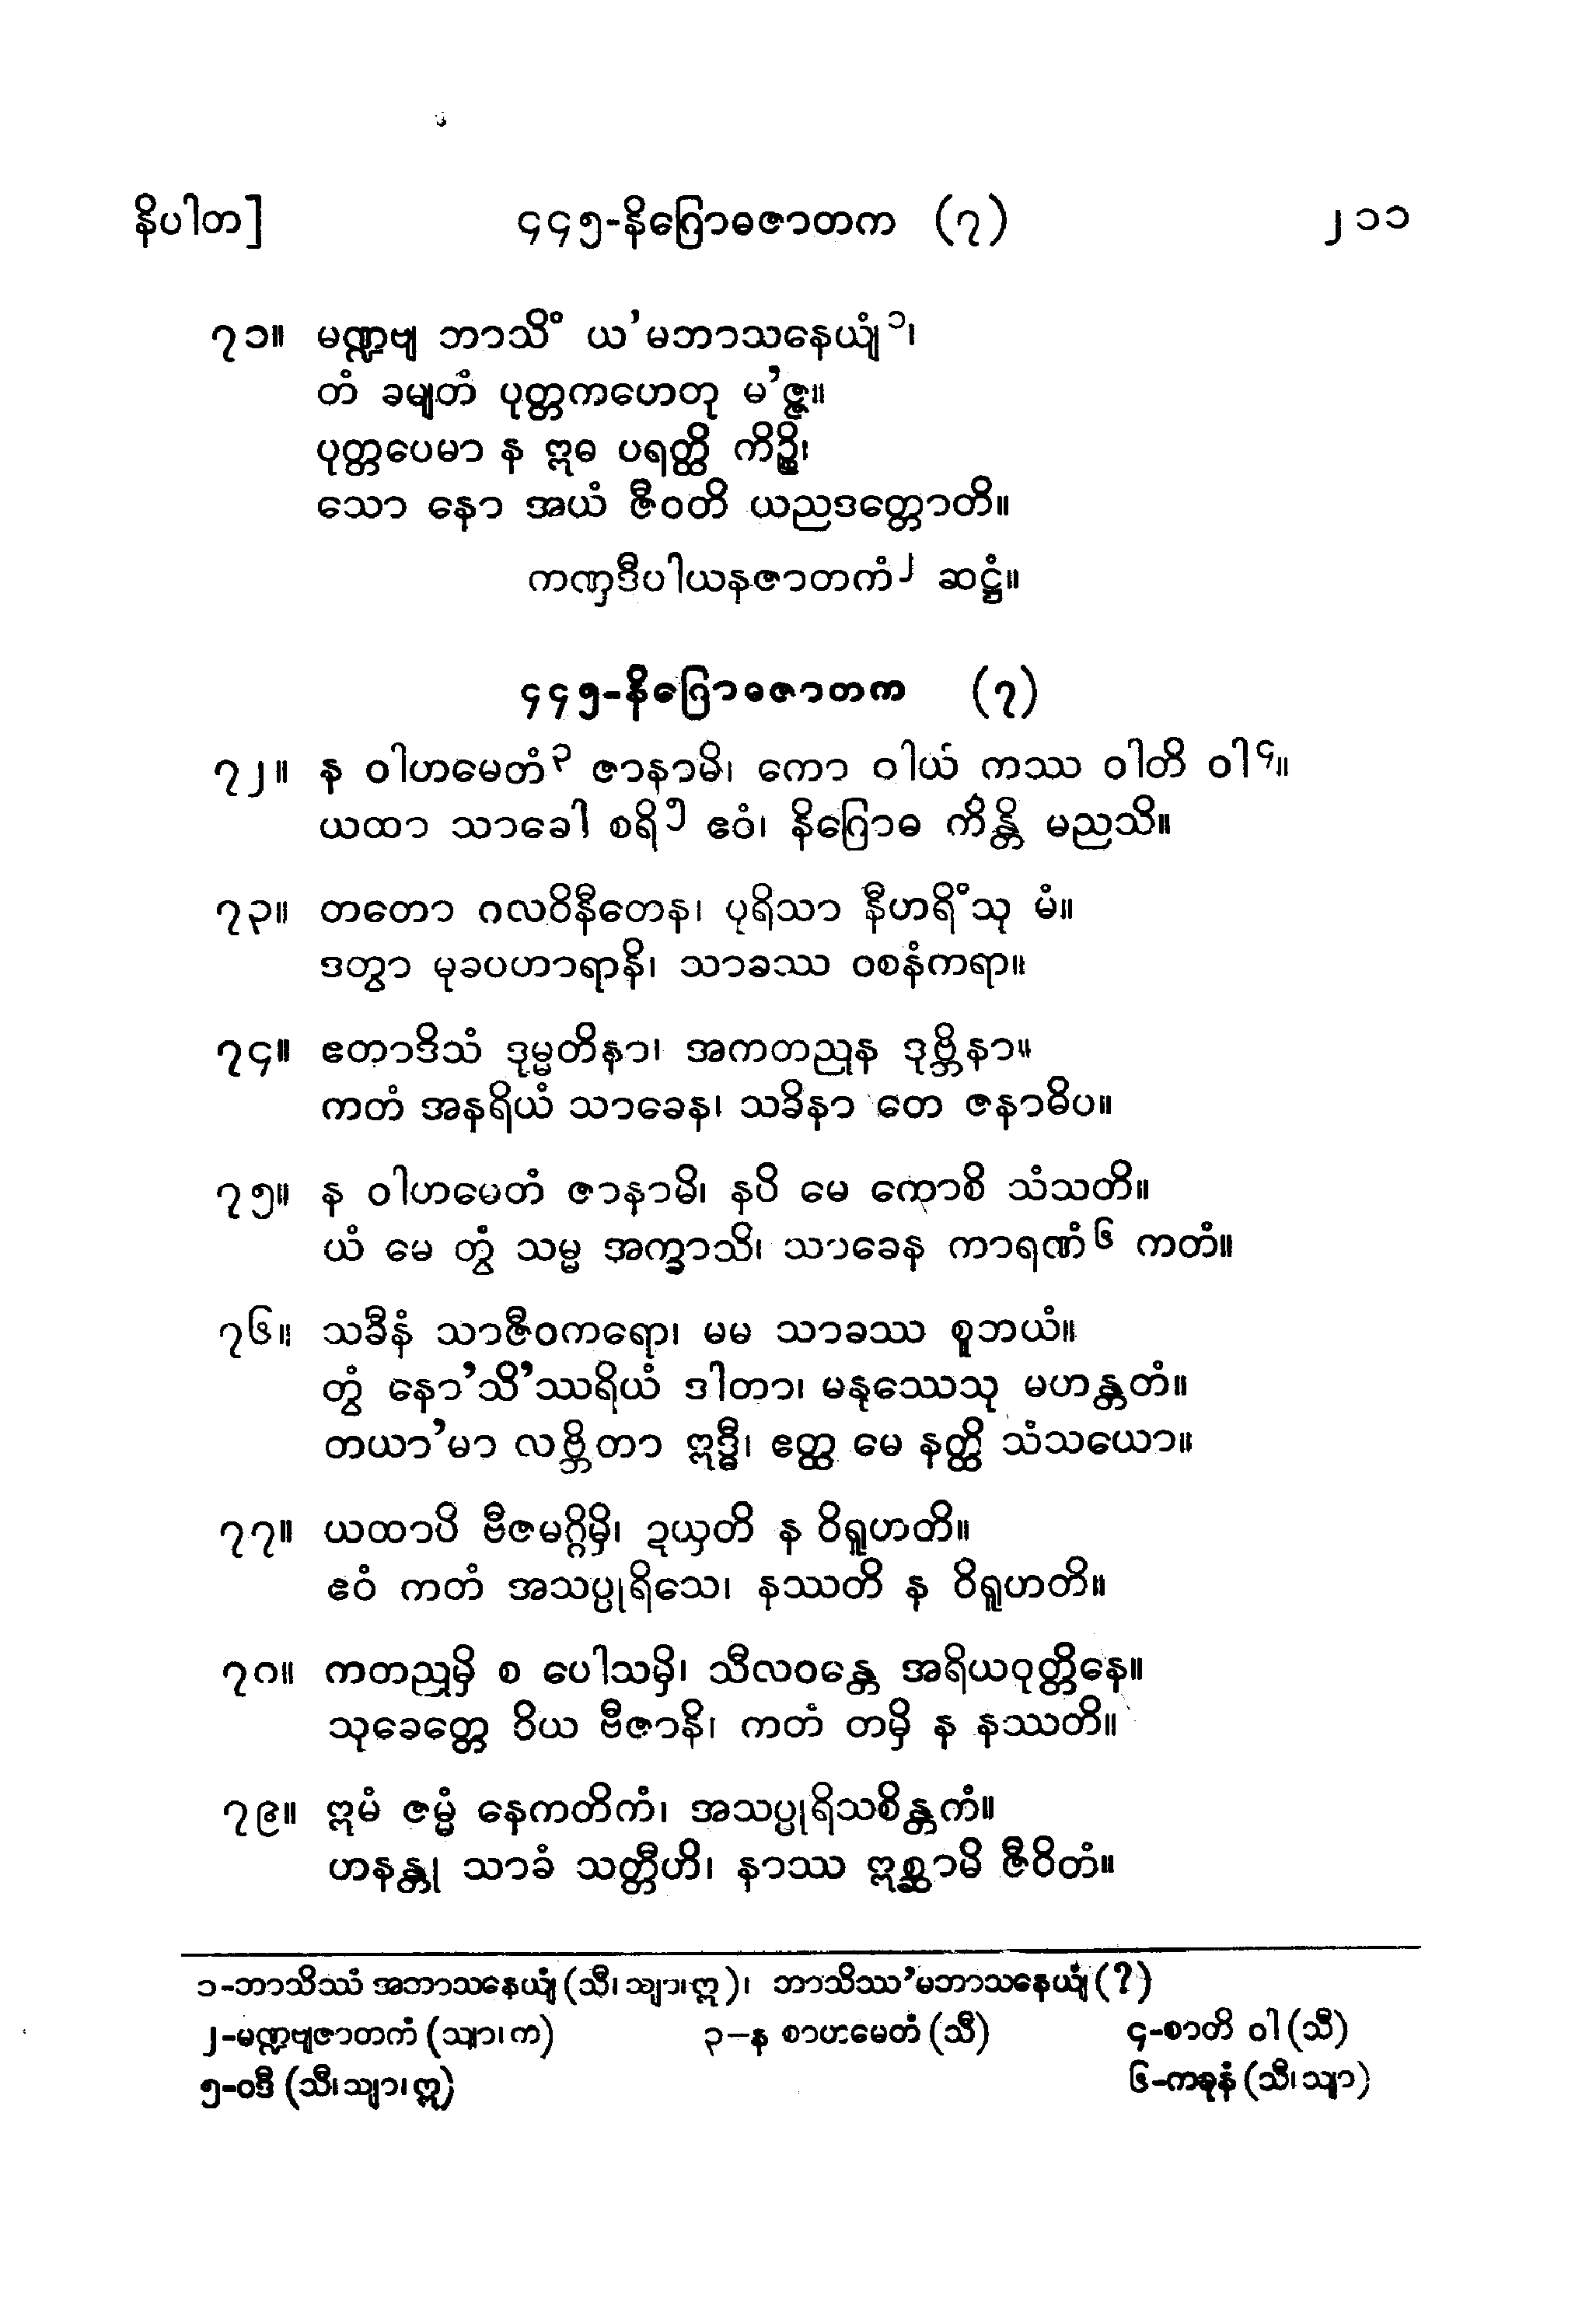 နိပါတ] ၄၄၅-နိဂြောဓဇာတက (၇) ၂၁၁
၇၁။ မဏ္ဍဗျ ဘာသိံ ယ’မဘာသနေယျံ၁၊
တံ ခမျတံ ပုတ္တကဟေတု မ’ဇ္ဇ။
ပုတ္တပေမာ န ဣဓ ပရတ္ထိ ကိဉ္စိ၊
သော နော အယံ ဇီဝတိ ယညဒတ္တောတိ။
ကဏှဒီပါယနဇာတကံ၂ ဆဋ္ဌံ။
၄၄၅-နိဂြောဓဇာတက (၇)
၇၂။ န ဝါဟမေတံ၃ ဇာနာမိ၊ ကော ဝါယံ ကဿ ဝါတိ ဝါ၄။
ယထာ သာခေါ စရိ၅ ဧဝံ၊ နိဂြောဓ ကိန္တိ မညသိ။
၇၃။ တတော ဂလဝိနီတေန၊ ပုရိသာ နီဟရိံသု မံ။
ဒတွာ မုခပဟာရာနိ၊ သာခဿ ဝစနံကရာ။
၇၄။ ဧတာဒိသံ ဒုမ္မတိနာ၊ အကတညုန ဒုဗ္ဘိနာ။
ကတံ အနရိယံ သာခေန၊ သခိနာ တေ ဇနာဓိပ။
၇၅။ န ဝါဟမေတံ ဇာနာမိ၊ နပိ မေ ကောစိ သံသတိ။
ယံ မေ တွံ သမ္မ အက္ခာသိ၊ သာခေန ကာရဏံ၆ ကတံ။
၇၆။ သခီနံ သာဇီဝကရော၊ မမ သာခဿ စူဘယံ။
တွံ နော’သိ’ဿရိယံ ဒါတာ၊ မနုဿေသု မဟန္တတံ။
တယာ’မာ လဗ္ဘိတာ ဣဒ္ဓီ၊ ဧတ္ထ မေ နတ္ထိ သံသယော။
၇၇။ ယထာပိ ဗီဇမဂ္ဂိမှိ၊ ဍယှတိ န ဝိရူဟတိ။
ဧဝံ ကတံ အသပ္ပုရိသေ၊ နဿတိ န ဝိရူဟတိ။
၇၈။ ကတညုမှိ စ ပေါသမှိ၊ သီလဝန္တေ အရိယဝုတ္တိနေ။
သုခေတ္တေ ဝိယ ဗီဇာနိ၊ ကတံ တမှိ န နဿတိ။
၇၉။ ဣမံ ဇမ္မံ နေကတိကံ၊ အသပ္ပုရိသစိန္တကံ။
ဟနန္တု သာခံ သတ္တီဟိ၊ နာဿ ဣစ္ဆာမိ ဇီဝိတံ။
၁-ဘာသိဿံ အဘာသနေယျံ (သီ၊ သျာ၊ ဣ)၊ ဘာသိဿ’မဘာသနေယျံ (?)
၂-မဏ္ဍဗျဇာတကံ (သျာ၊ က) ၃-န စာဟမေတံ (သီ) ၄-စာတိ ဝါ (သီ)
၅-ဝဒီ (သီ၊ သျာ၊ ဣ) ၆-ကဒုနံ (သီ၊ သျာ)